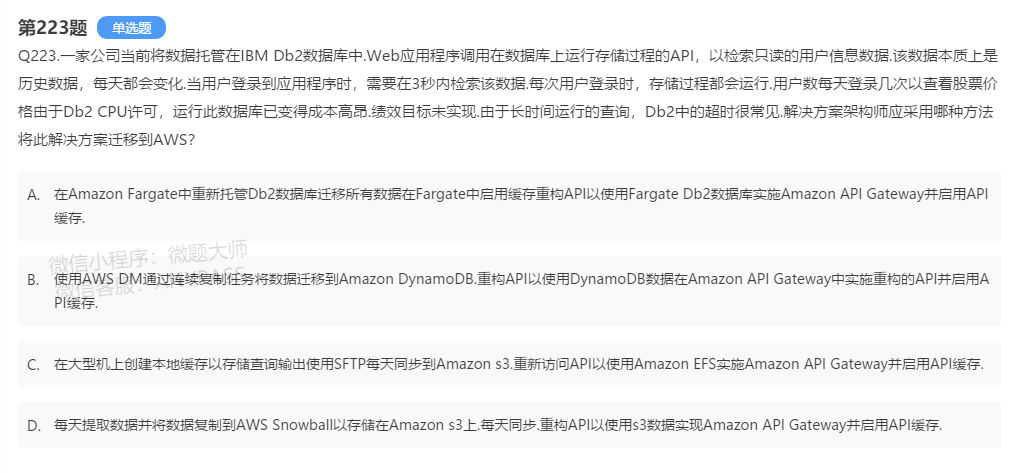 第223题 单选题
Q223.一家公司当前将数据托管在IBM Db2数据库中.Web应用程序调用在数据库上运行存储过程的API，以检索只读的用户信息数据.该数据本质上是
历史数据，每天都会变化.当用户登录到应用程序时，需要在3秒内检索该数据.每次用户登录时，存储过程都会运行.用户数每天登录几次以查看股票价
格由于Db2 CPU许可，运行此数据库已变得成本高昂.绩效目标未实现.由于长时间运行的查询，Db2中的超时很常见.解决方案架构师应采用哪种方法
将此解决方案迁移到AWS?
A. 在Amazon Fargate中重新托管Db2数据库迁移所有数据在Fargate中启用缓存重构API以使用Fargate Db2数据库实施Amazon API Gateway并启用API
缓存.
微信小程序：微题大师
B. 使用AWS DM通过连续复制任务将数据迁移到Amazon DynamoDB.重构API以使用DynamoDB数据在Amazon API Gateway中实施重构的API并启用A
微信客服：
PI缓存.
C. 在大型机上创建本地缓存以存储查询输出使用SFTP每天同步到Amazon s3.重新访问API以使用Amazon EFS实施Amazon API Gateway并启用API缓存.
D. 每天提取数据并将数据复制到AWS Snowball以存储在Amazon s3上.每天同步.重构API以使用s3数据实现Amazon API Gateway并启用API缓存.